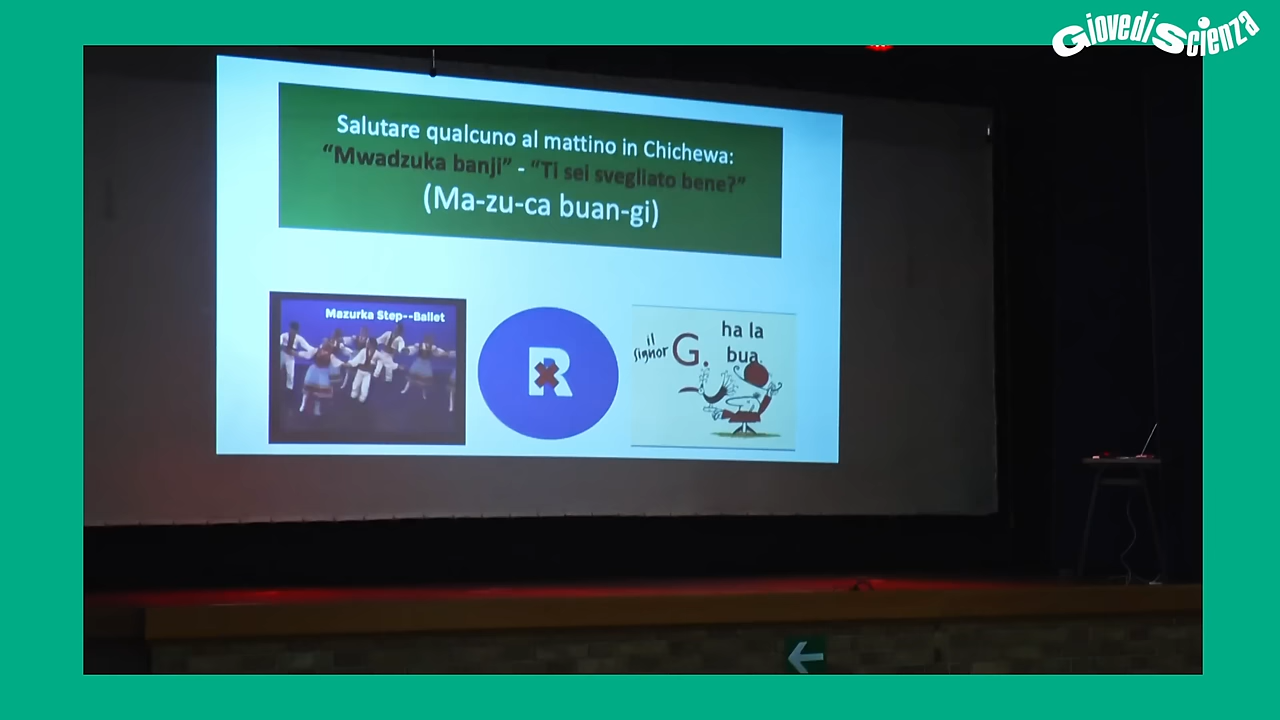 GiovedíScienza
Salutare qualcuno al mattino in Chichewa:
“Mwadzuka banji” - “Ti sei svegliato bene?”
(Ma-zu-ca buan-gi)
Mazurka Step--Ballet
R
il
signor G. ha la
bua.